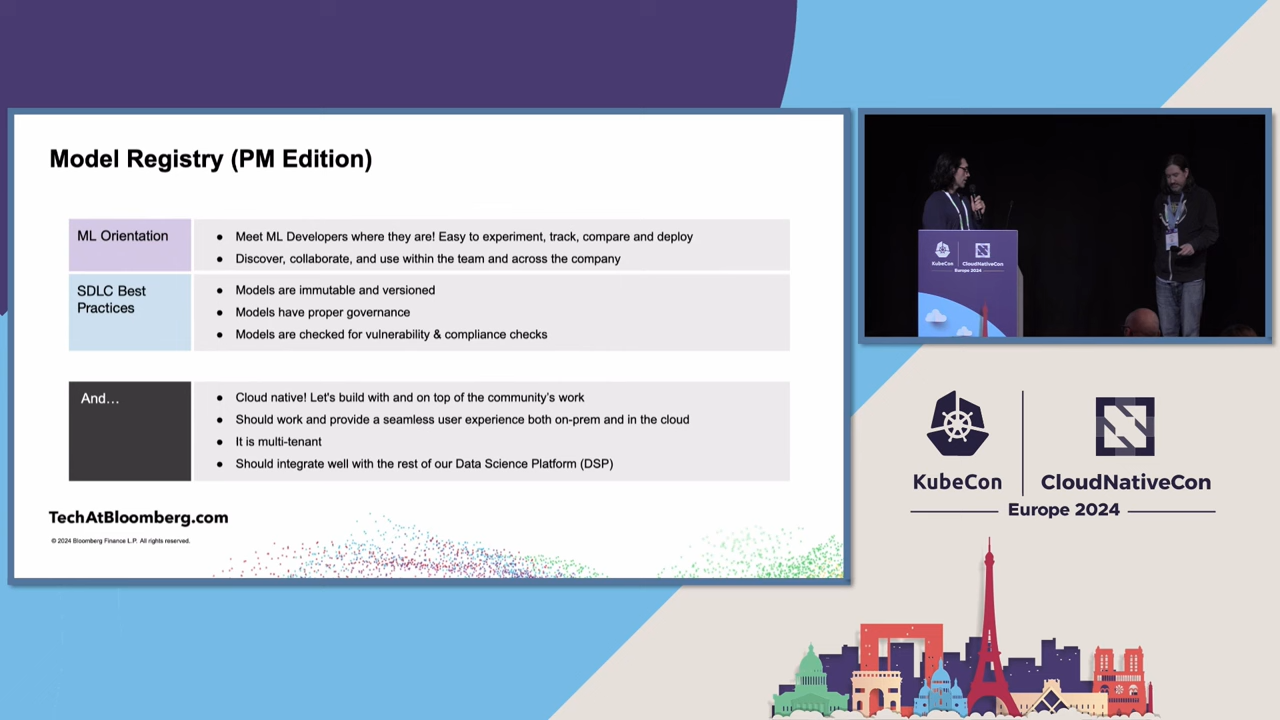 Model Registry (PM Edition)
ML Orientation
● Meet ML Developers where they are! Easy to experiment, track, compare and deploy
● Discover, collaborate, and use within the team and across the company
SDLC Best
Practices
● Models are immutable and versioned
● Models have proper governance
● Models are checked for vulnerability & compliance checks
And…
● Cloud native! Let's build with and on top of the community's work
● Should work and provide a seamless user experience both on-prem and in the cloud
● It is multi-tenant
● Should integrate well with the rest of our Data Science Platform (DSP)
TechAtBloomberg.com
© 2024 Bloomberg Finance L.P. All rights reserved.
KubeCon CloudNativeCon
Europe 2024
KubeCon CloudNativeCon
Europe 2024